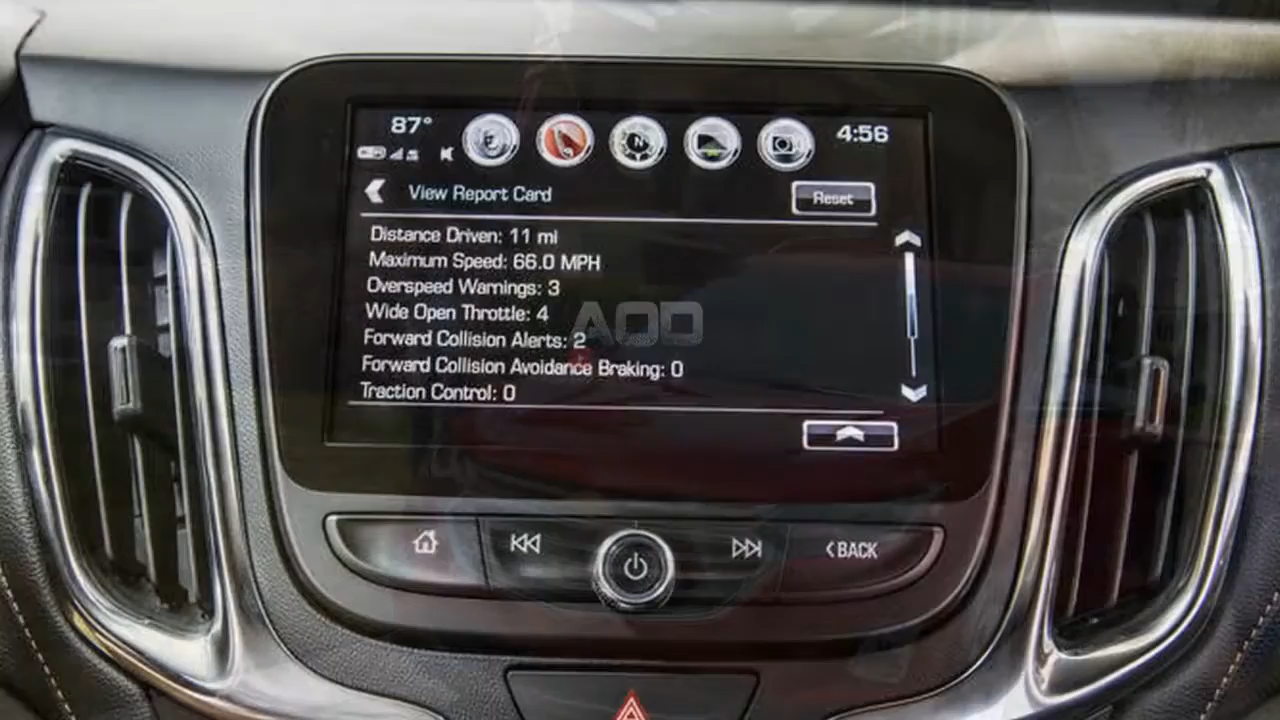 87° 4:56
N
View Report Card Reset
Distance Driven: 11 mi
Maximum Speed: 66.0 MPH
Overspeed Warnings: 3
Wide Open Throttle: 4
AOD
Forward Collision Alerts: 2
Forward Collision Avoidance Braking: 0
Traction Control: 0
BACK